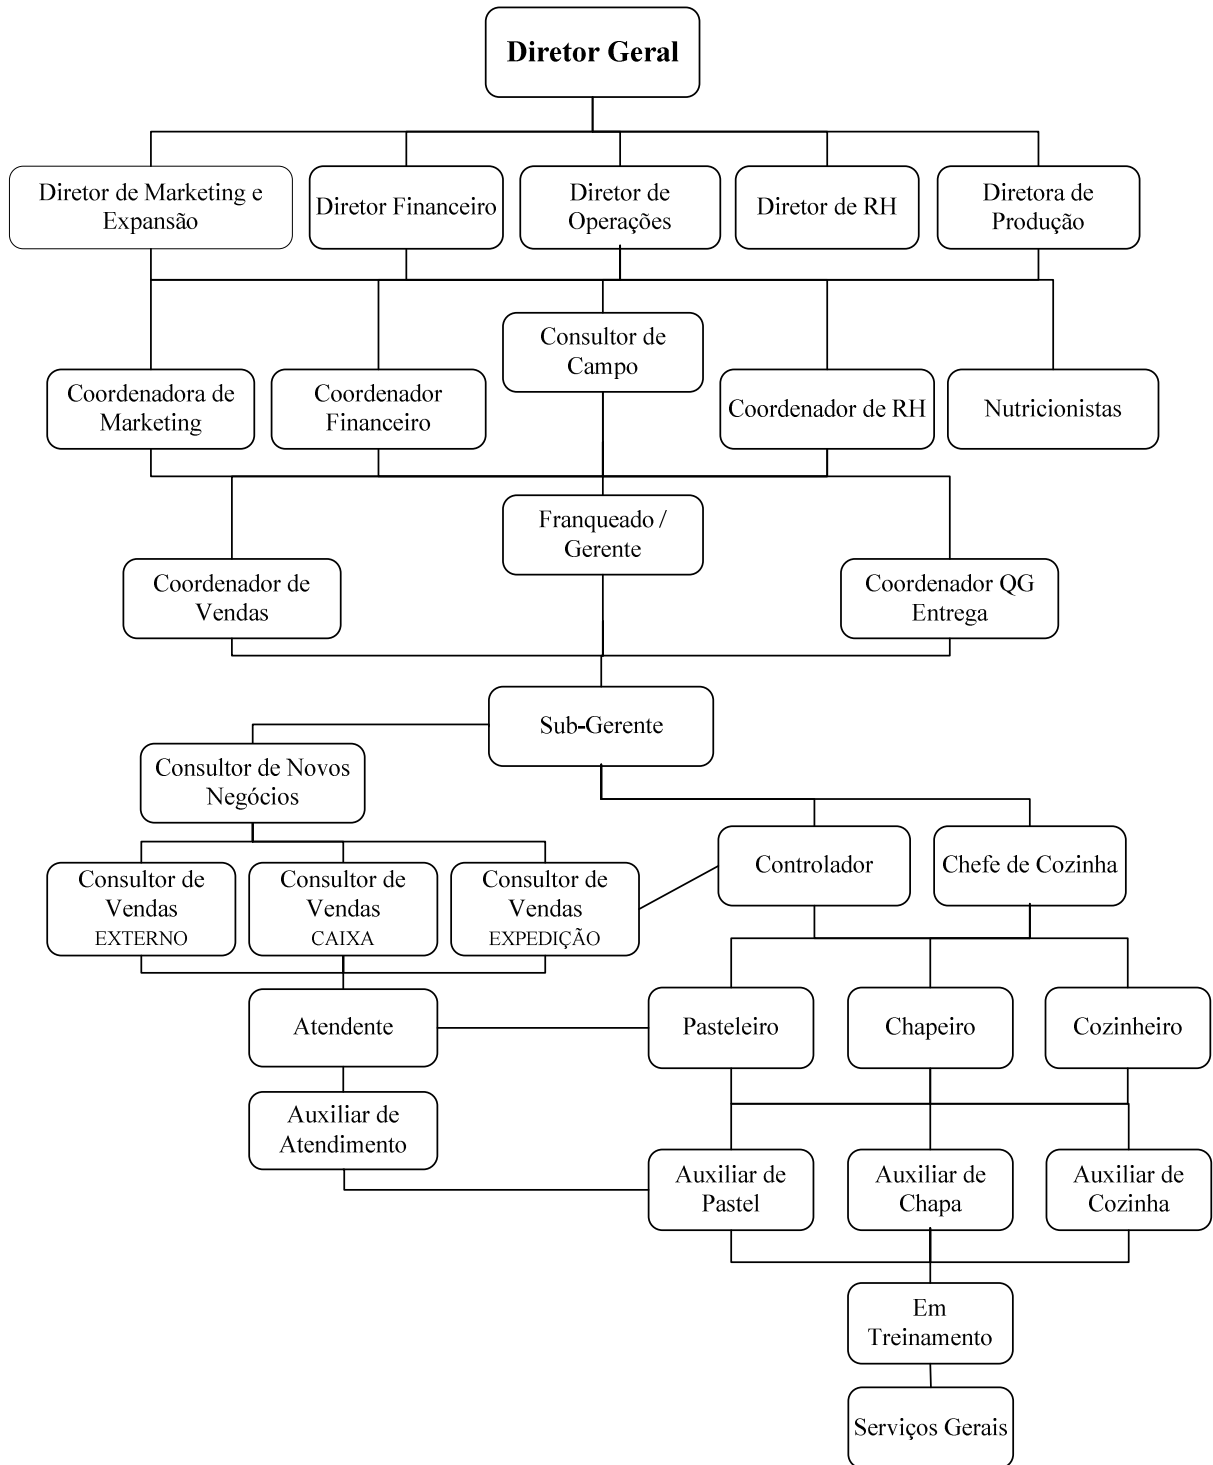 Diretor Geral
Diretor de Marketing e
Expansão
Diretor Financeiro
Diretor de
Operações
Diretor de RH
Diretora de
Produção
Consultor de
Campo
Coordenadora de
Marketing
Coordenador
Financeiro
Coordenador de RH
Nutricionistas
Franqueado /
Gerente
Coordenador de
Vendas
Coordenador QG
Entrega
Sub-Gerente
Consultor de Novos
Negócios
Controlador
Chefe de Cozinha
Consultor de
Vendas
EXTERNO
Consultor de
Vendas
CAIXA
Consultor de
Vendas
EXPEDIÇÃO
Atendente
Pasteleiro
Chapeiro
Cozinheiro
Auxiliar de
Atendimento
Auxiliar de
Pastel
Auxiliar de
Chapa
Auxiliar de
Cozinha
Em
Treinamento
Serviços Gerais